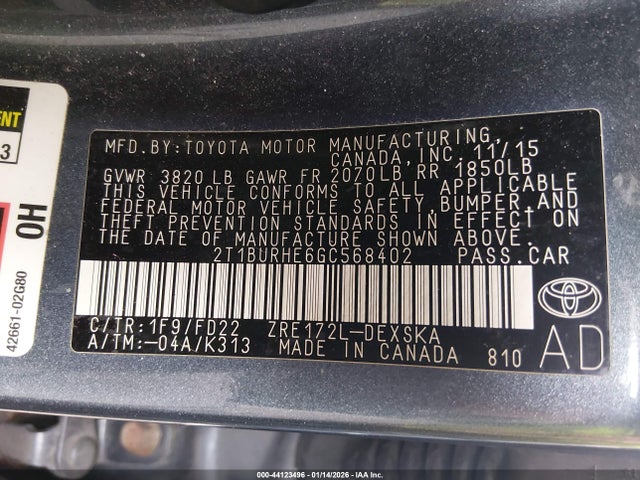 MFD. BY: TOYOTA MOTOR MANUFACTURING,
CANADA, INC. 11/15
GVWR 3820 LB GAWR FR 2070LB RR 1850LB
THIS VEHICLE CONFORMS TO ALL APPLICABLE
FEDERAL MOTOR VEHICLE SAFETY, BUMPER, AND
THEFT PREVENTION STANDARDS IN EFFECT ON
THE DATE OF MANUFACTURE SHOWN ABOVE.
2T1BURHE6GC568402 PASS.CAR
C/TR: 1F9/FD22 ZRE172L-DEXSKA
A/TM: -04A/K313 MADE IN CANADA 810
AD
OH
42661-02G80
000-44123496 - 01/14/2026 - IAA Inc.